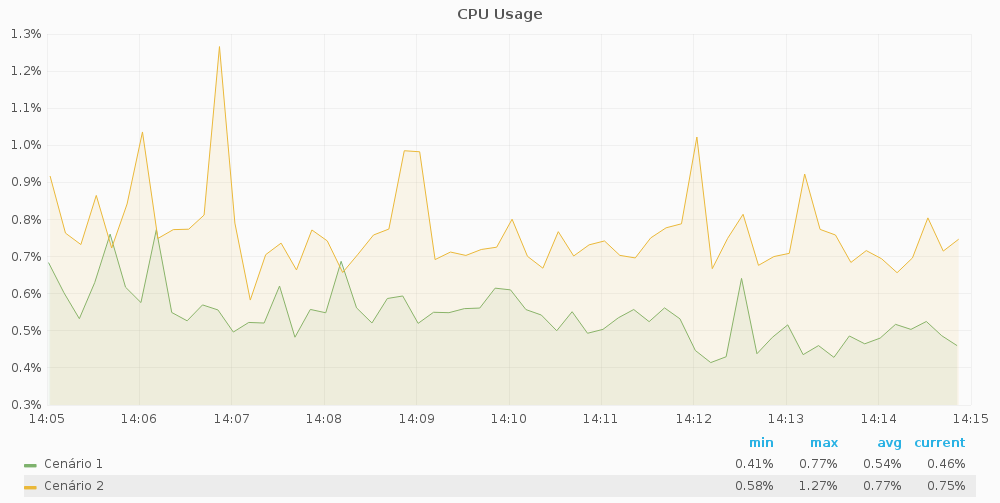 CPU Usage
1.3%
1.2%
1.1%
1.0%
0.9%
0.8%
0.7%
0.6%
0.5%
0.4%
0.3%
14:05 14:06 14:07 14:08 14:09 14:10 14:11 14:12 14:13 14:14 14:15
min max avg current
Cenário 1 0.41% 0.77% 0.54% 0.46%
Cenário 2 0.58% 1.27% 0.77% 0.75%